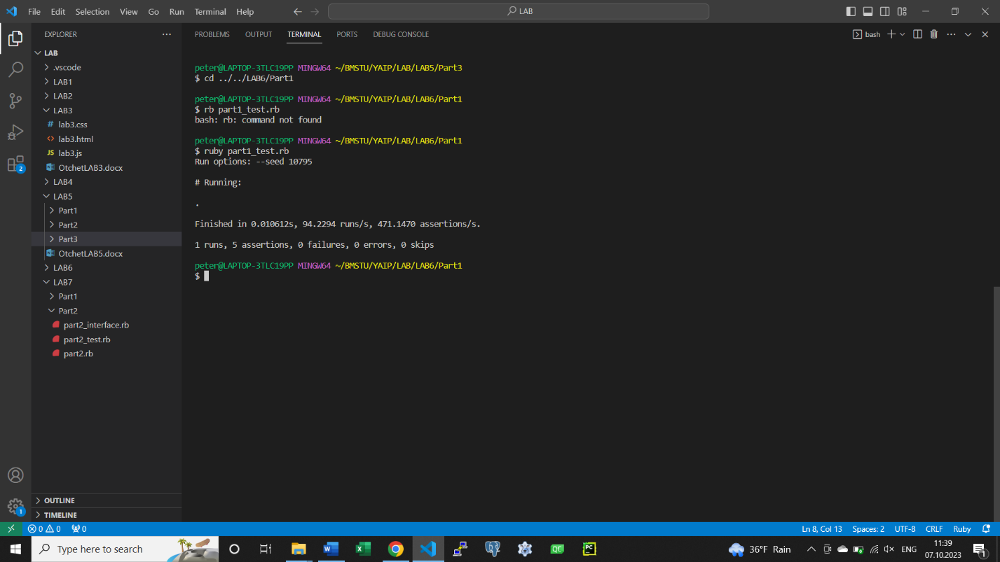 File Edit Selection View Go Run Terminal Help
LAB
EXPLORER
PROBLEMS OUTPUT TERMINAL PORTS DEBUG CONSOLE
bash
LAB
.vscode
LAB1
LAB2
LAB3
# lab3.css
<> lab3.html
JS lab3.js
OtchetLAB3.docx
LAB4
LAB5
Part1
Part2
Part3
OtchetLAB5.docx
LAB6
LAB7
Part1
Part2
part2_interface.rb
part2_test.rb
part2.rb
OUTLINE
TIMELINE
2
1
peter@LAPTOP-3TLC19PP MINGW64 ~/BMSTU/YAIP/LAB/LAB5/Part3
$ cd ../../LAB6/Part1
peter@LAPTOP-3TLC19PP MINGW64 ~/BMSTU/YAIP/LAB/LAB6/Part1
$ rb part1_test.rb
bash: rb: command not found
peter@LAPTOP-3TLC19PP MINGW64 ~/BMSTU/YAIP/LAB/LAB6/Part1
$ ruby part1_test.rb
Run options: --seed 10795
# Running:
.
Finished in 0.010612s, 94.2294 runs/s, 471.1470 assertions/s.
1 runs, 5 assertions, 0 failures, 0 errors, 0 skips
peter@LAPTOP-3TLC19PP MINGW64 ~/BMSTU/YAIP/LAB/LAB6/Part1
$
0 0 0
Ln 8, Col 13 Spaces: 2 UTF-8 CRLF Ruby
Type here to search
W X QC PC
36°F Rain
ENG
11:39
07.10.2023
1